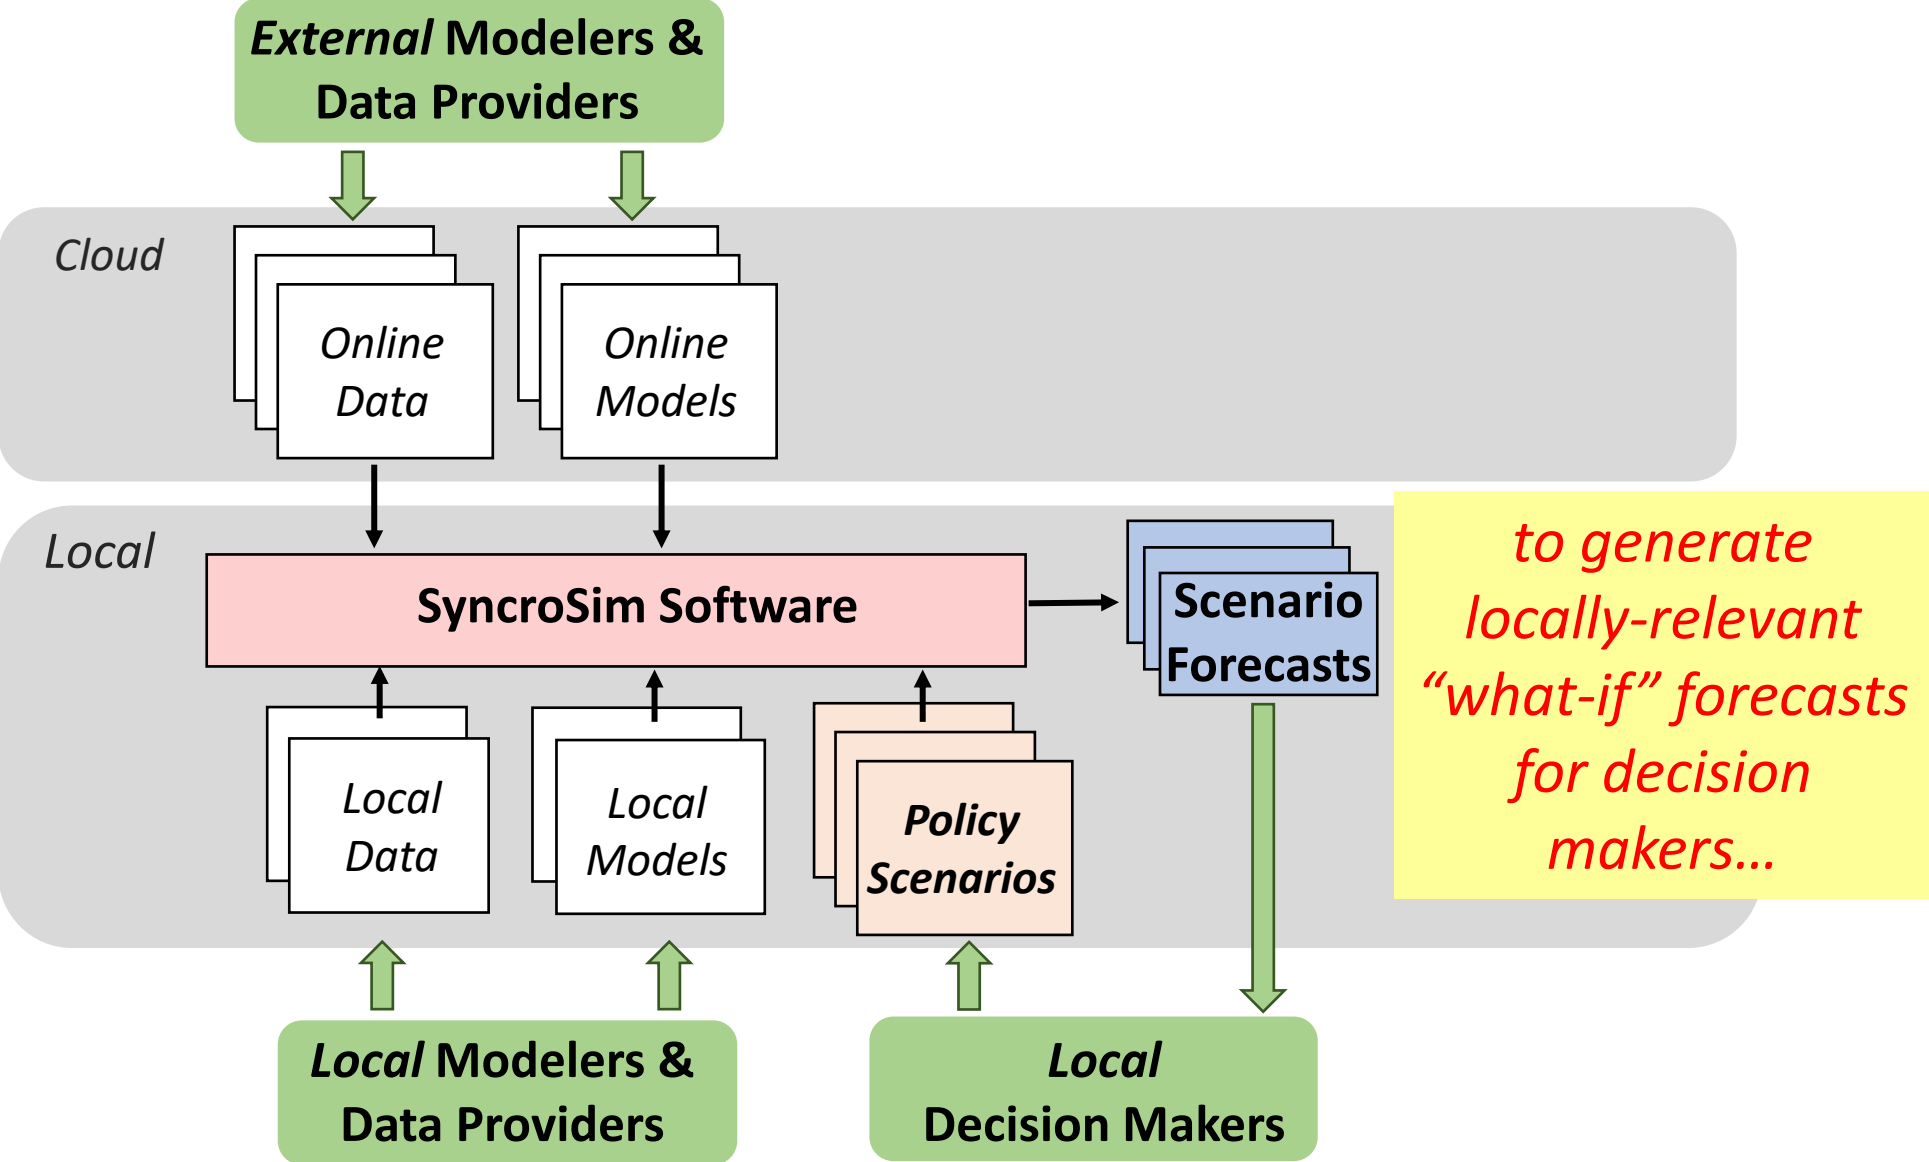 External Modelers &
Data Providers
Cloud
Online
Data
Online
Models
Local
SyncroSim Software
Scenario
Forecasts
to generate
locally-relevant
“what-if” forecasts
for decision
makers…
Local
Data
Local
Models
Policy
Scenarios
Local Modelers &
Data Providers
Local
Decision Makers